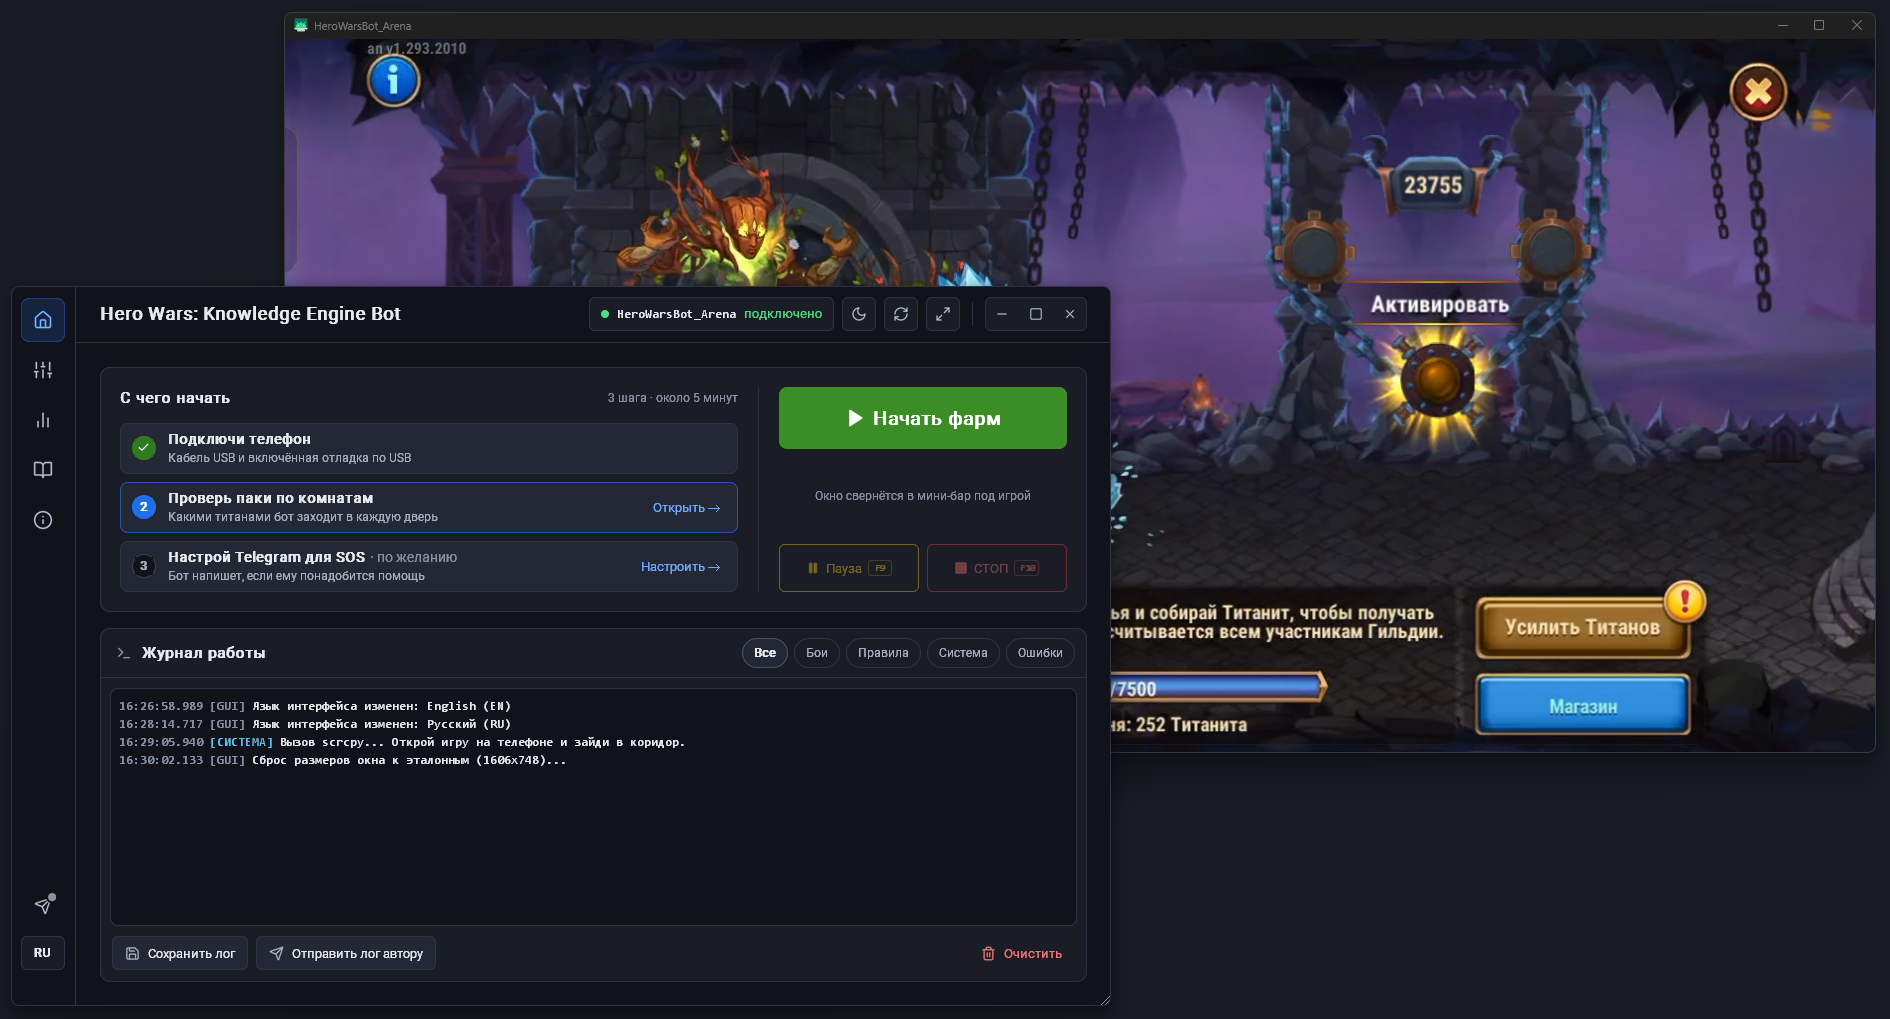 HeroWarsBot_Arena
an v1.293.2010
23755
Активировать
ья и собирай Титанит, чтобы получать
считывается всем участникам Гильдии.
/7500
ня: 252 Титанита
Усилить Титанов
Магазин
Hero Wars: Knowledge Engine Bot
HeroWarsBot_Arena подключено
С чего начать
3 шага · около 5 минут
Подключи телефон
Кабель USB и включённая отладка по USB
2
Проверь паки по комнатам
Какими титанами бот заходит в каждую дверь
Открыть →
3
Настрой Telegram для SOS · по желанию
Бот напишет, если ему понадобится помощь
Настроить →
Начать фарм
Окно свернётся в мини-бар под игрой
Пауза F9
СТОП F10
Журнал работы
Все
Бои
Правила
Система
Ошибки
16:26:58.989 [GUI] Язык интерфейса изменен: English (EN)
16:28:14.717 [GUI] Язык интерфейса изменен: Русский (RU)
16:29:05.940 [СИСТЕМА] Вызов scrcpy... Открой игру на телефоне и зайди в коридор.
16:30:02.133 [GUI] Сброс размеров окна к эталонным (1606x748)...
Сохранить лог
Отправить лог автору
Очистить
RU